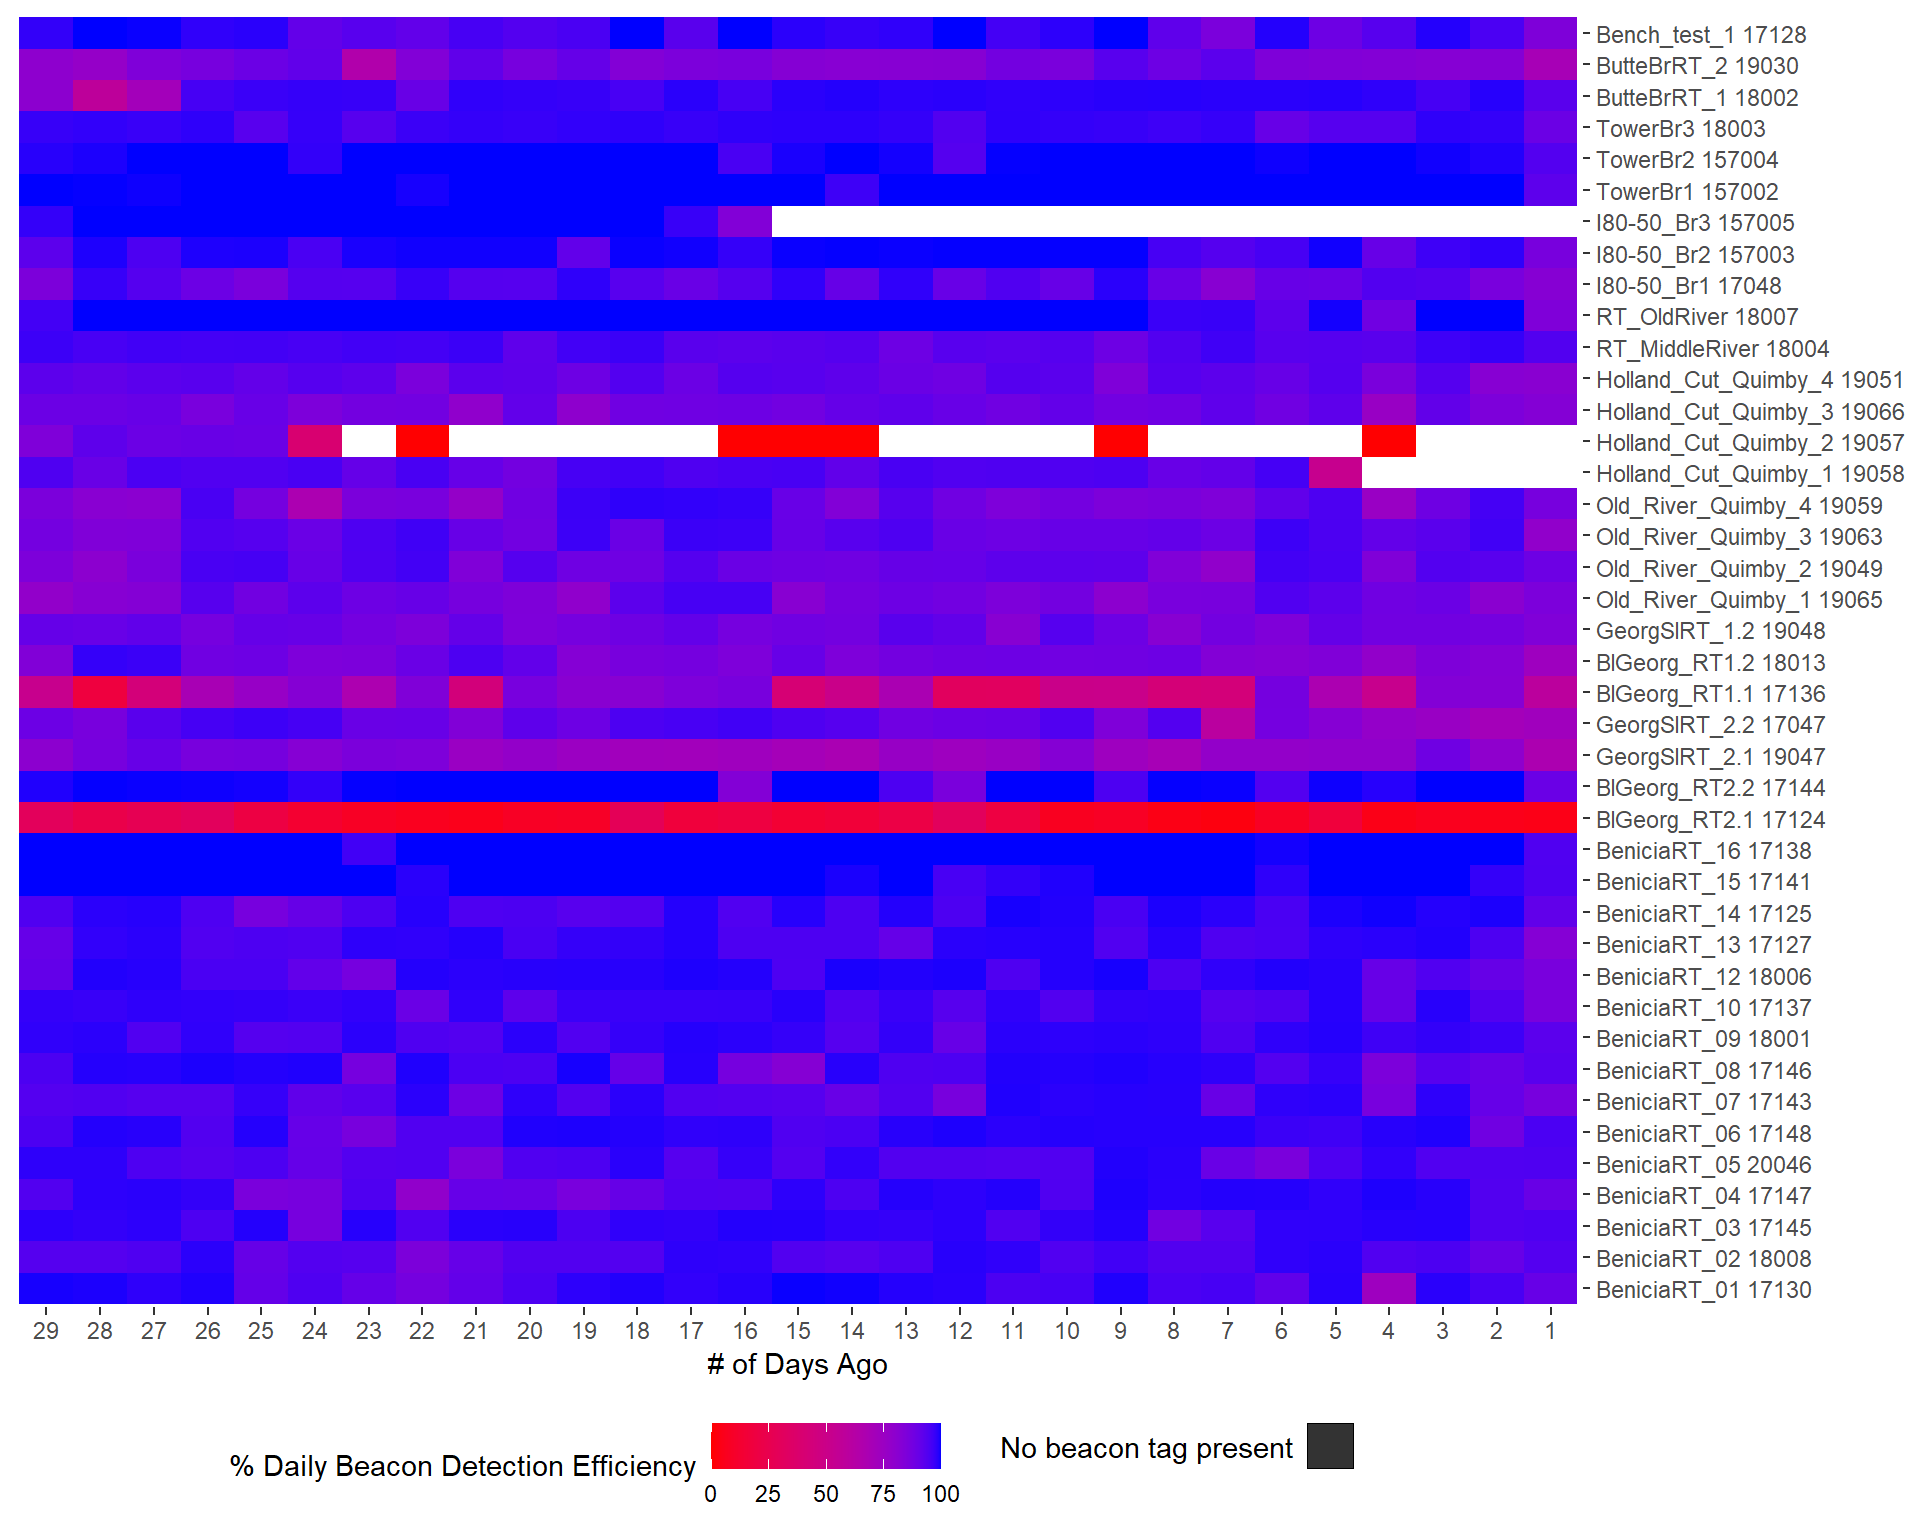 Bench_test_1 17128
ButteBrRT_2 19030
ButteBrRT_1 18002
TowerBr3 18003
TowerBr2 157004
TowerBr1 157002
I80-50_Br3 157005
I80-50_Br2 157003
I80-50_Br1 17048
RT_OldRiver 18007
RT_MiddleRiver 18004
Holland_Cut_Quimby_4 19051
Holland_Cut_Quimby_3 19066
Holland_Cut_Quimby_2 19057
Holland_Cut_Quimby_1 19058
Old_River_Quimby_4 19059
Old_River_Quimby_3 19063
Old_River_Quimby_2 19049
Old_River_Quimby_1 19065
GeorgSlRT_1.2 19048
BlGeorg_RT1.2 18013
BlGeorg_RT1.1 17136
GeorgSlRT_2.2 17047
GeorgSlRT_2.1 19047
BlGeorg_RT2.2 17144
BlGeorg_RT2.1 17124
BeniciaRT_16 17138
BeniciaRT_15 17141
BeniciaRT_14 17125
BeniciaRT_13 17127
BeniciaRT_12 18006
BeniciaRT_10 17137
BeniciaRT_09 18001
BeniciaRT_08 17146
BeniciaRT_07 17143
BeniciaRT_06 17148
BeniciaRT_05 20046
BeniciaRT_04 17147
BeniciaRT_03 17145
BeniciaRT_02 18008
BeniciaRT_01 17130
29 28 27 26 25 24 23 22 21 20 19 18 17 16 15 14 13 12 11 10 9 8 7 6 5 4 3 2 1
# of Days Ago
% Daily Beacon Detection Efficiency
0 25 50 75 100
No beacon tag present